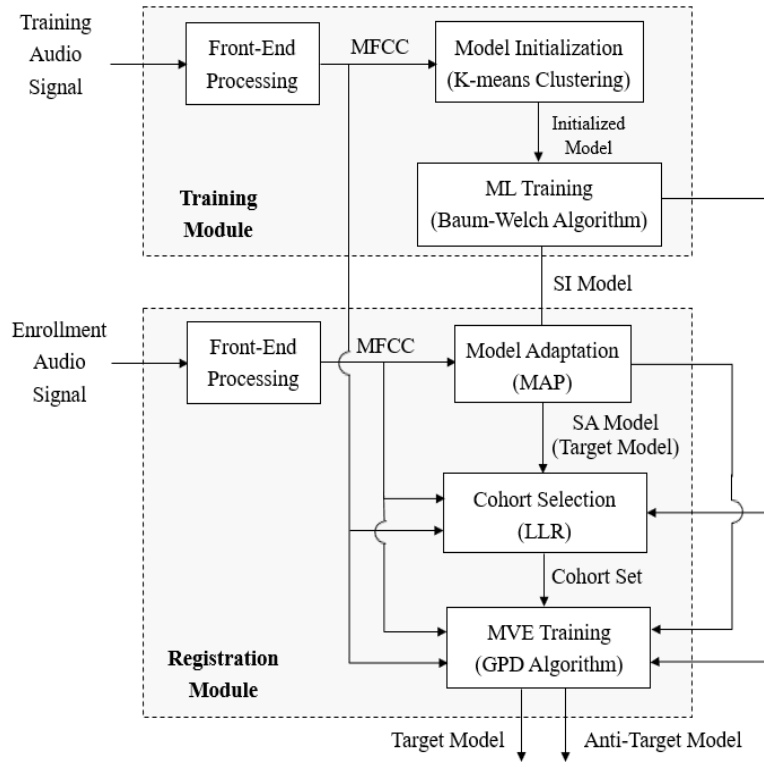 Training
Audio
Signal
Front-End
Processing
MFCC
Model Initialization
(K-means Clustering)
Initialized
Model
ML Training
(Baum-Welch Algorithm)
Training
Module
SI Model
Enrollment
Audio
Signal
Front-End
Processing
MFCC
Model Adaptation
(MAP)
SA Model
(Target Model)
Cohort Selection
(LLR)
Cohort Set
MVE Training
(GPD Algorithm)
Registration
Module
Target Model
Anti-Target Model